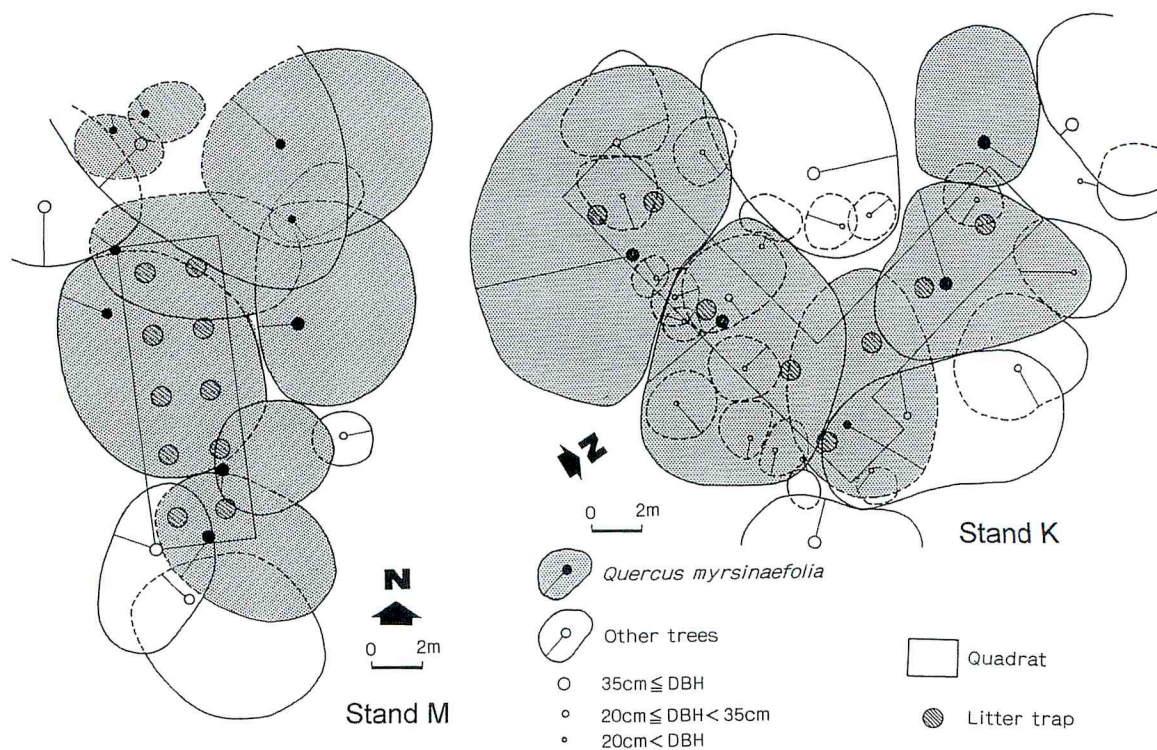 N
0 2m
Stand M
N
0 2m
Stand K
Quercus myrsinaefolia
Other trees
35cm≦DBH
20cm≦DBH<35cm
20cm<DBH
Quadrat
Litter trap